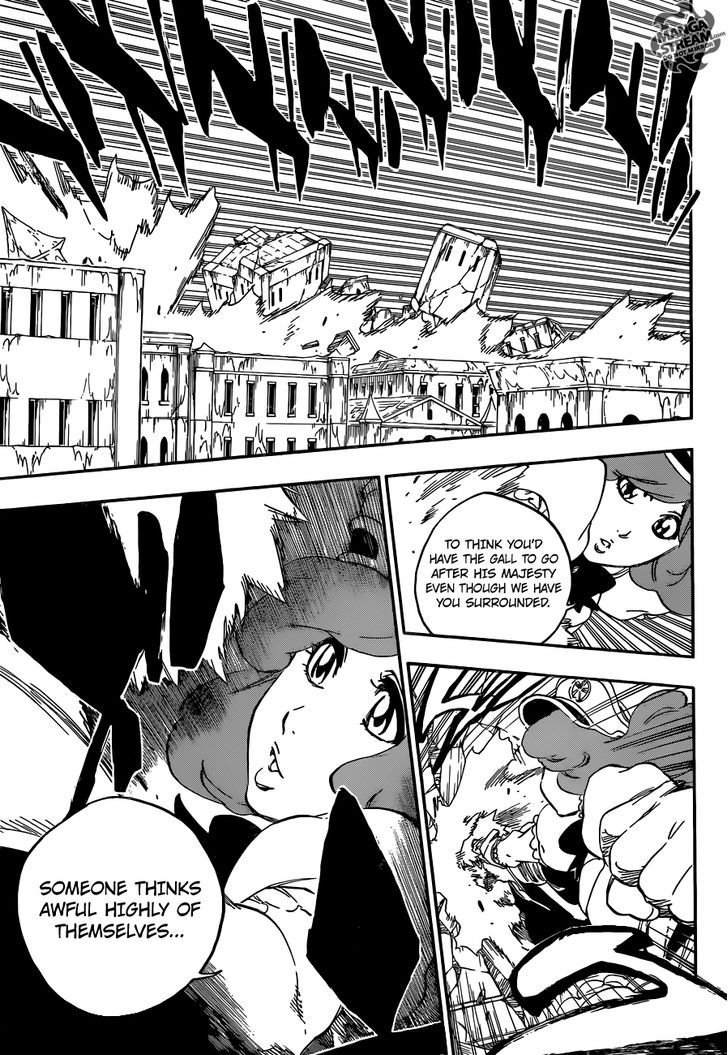 MANGA
STREAM
.com
TO THINK YOU'D
HAVE THE GALL TO GO
AFTER HIS MAJESTY
EVEN THOUGH WE HAVE
YOU SURROUNDED.
SOMEONE THINKS
AWFUL HIGHLY OF
THEMSELVES...